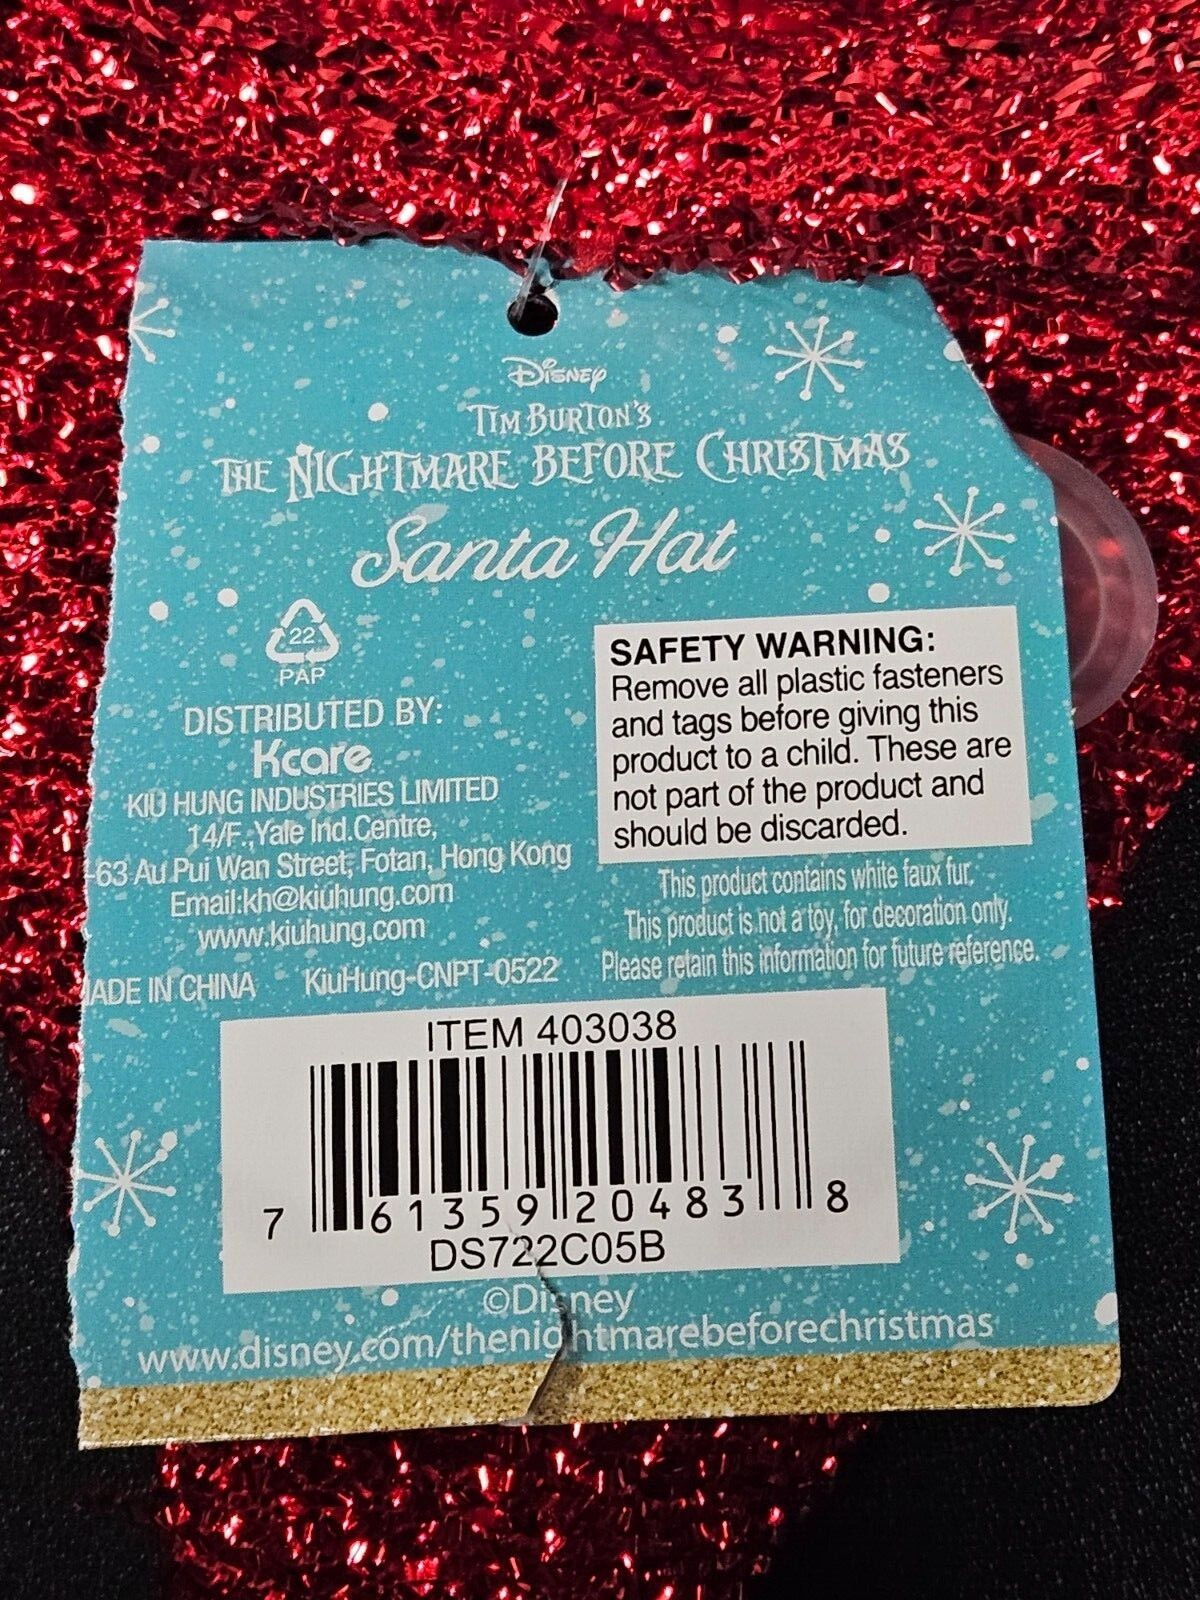 Disney
TIM BURTON'S
THE NIGHTMARE BEFORE CHRISTMAS
Santa Hat
22
PAP
DISTRIBUTED BY:
Kcare
KIU HUNG INDUSTRIES LIMITED
14/F.,Yale Ind.Centre,
-63 Au Pui Wan Street, Fotan, Hong Kong
Email:kh@kiuhung.com
www.kiuhung.com
ADE IN CHINA KiuHung-CNPT-0522
SAFETY WARNING:
Remove all plastic fasteners
and tags before giving this
product to a child. These are
not part of the product and
should be discarded.
This product contains white faux fur.
This product is not a toy, for decoration only.
Please retain this information for future reference.
ITEM 403038
7 61359 20483 8
DS722C05B
©Disney
www.disney.com/thenightmarebeforechristmas